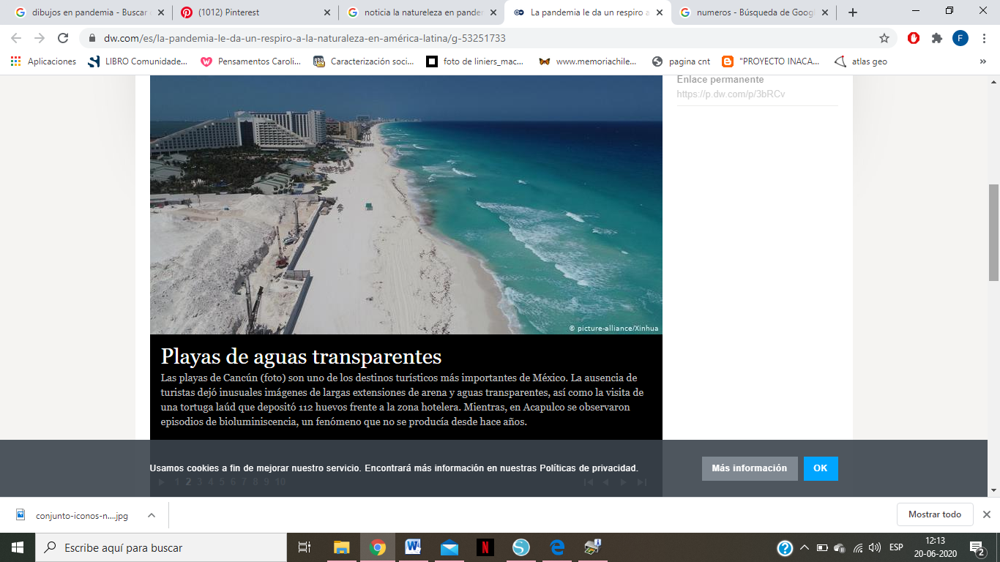 dibujos en pandemia - Buscar
(1012) Pinterest
noticia la natureleza en pander
La pandemia le da un respiro a
numeros - Búsqueda de Googl
dw.com/es/la-pandemia-le-da-un-respiro-a-la-naturaleza-en-américa-latina/g-53251733
F
Aplicaciones
LIBRO Comunidade...
Pensamentos Caroli...
Caracterización soci...
foto de liniers_mac...
www.memoriachile...
pagina cnt
"PROYECTO INACA...
atlas geo
»
Enlace permanente
https://p.dw.com/p/3bRCv
© picture-alliance/Xinhua
Playas de aguas transparentes
Las playas de Cancún (foto) son uno de los destinos turísticos más importantes de México. La ausencia de
turistas dejó inusuales imágenes de largas extensiones de arena y aguas transparentes, así como la visita de
una tortuga laúd que depositó 112 huevos frente a la zona hotelera. Mientras, en Acapulco se observaron
episodios de bioluminiscencia, un fenómeno que no se producía desde hace años.
Usamos cookies a fin de mejorar nuestro servicio. Encontrará más información en nuestras Políticas de privacidad.
Más información
OK
1 2 3 4 5 6 7 8 9 10
conjunto-iconos-n....jpg
Mostrar todo
Escribe aquí para buscar
ESP
12:13
20-06-2020
2